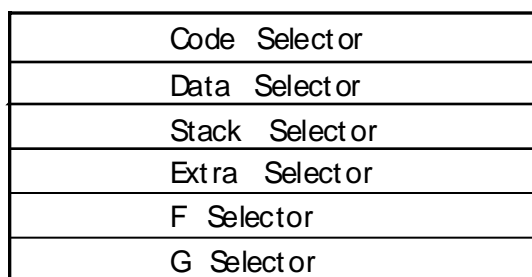 Code Selector
Data Selector
Stack Selector
Extra Selector
F Selector
G Selector